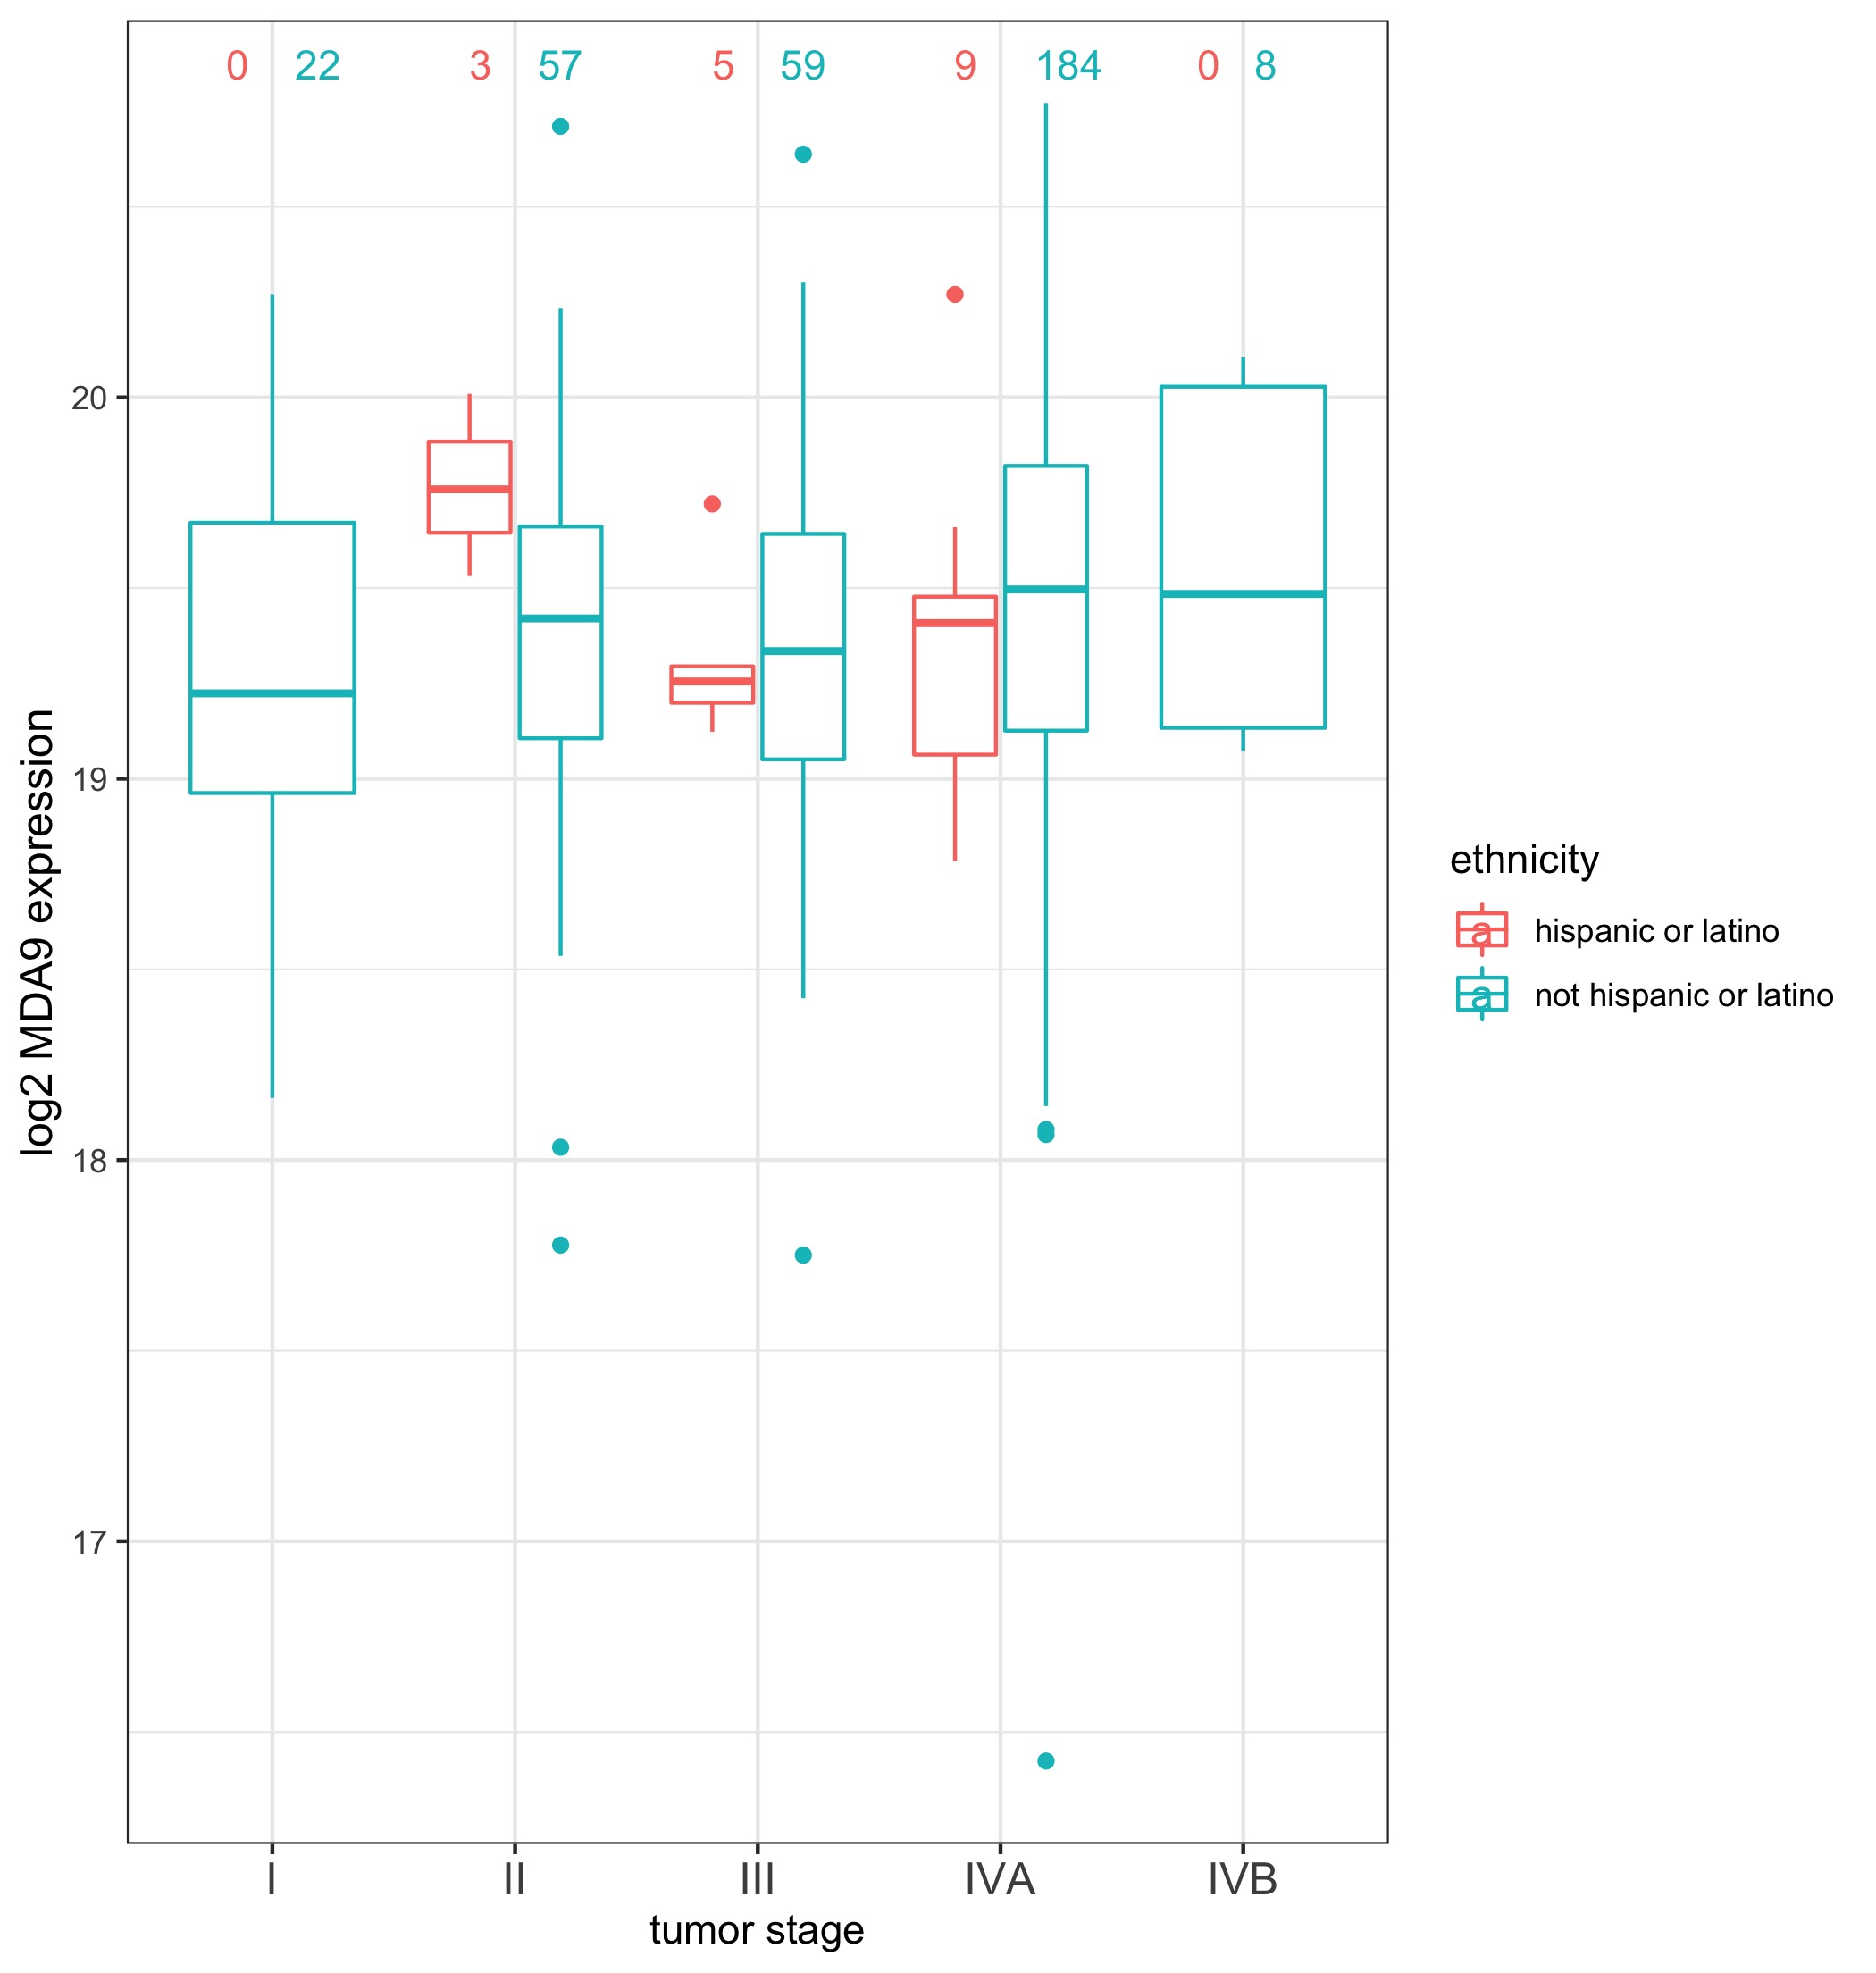 0 22 3 57 5 59 9 184 0 8
20
19
18
17
log2 MDA9 expression
I II III IVA IVB
tumor stage
ethnicity
a hispanic or latino
a not hispanic or latino